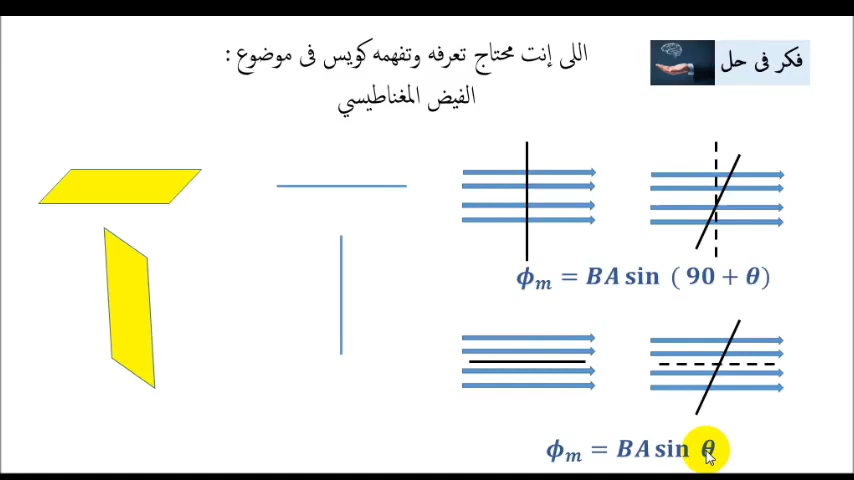 فكر فى حل
اللى إنت محتاج تعرفه وتفهمه كويس فى موضوع :
الفيض المغناطيسي
ϕₘ = BA sin ( 90 + θ )
ϕₘ = BA sin θ